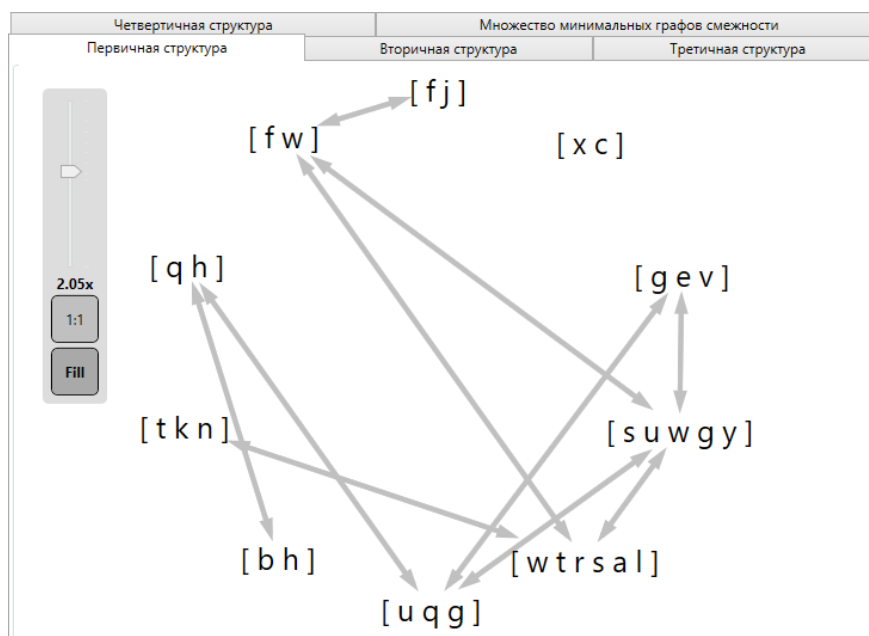 Четвертичная структура Множество минимальных графов смежности
Первичная структура Вторичная структура Третичная структура
[ f j ]
[ f w ] [ x c ]
[ q h ] [ g e v ]
2.05x
1:1
Fill
[ t k n ] [ s u w g y ]
[ b h ] [ w t r s a l ]
[ u q g ]